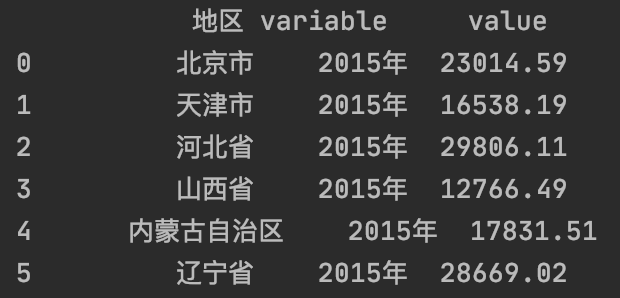 地区 variable value
0 北京市 2015年 23014.59
1 天津市 2015年 16538.19
2 河北省 2015年 29806.11
3 山西省 2015年 12766.49
4 内蒙古自治区 2015年 17831.51
5 辽宁省 2015年 28669.02